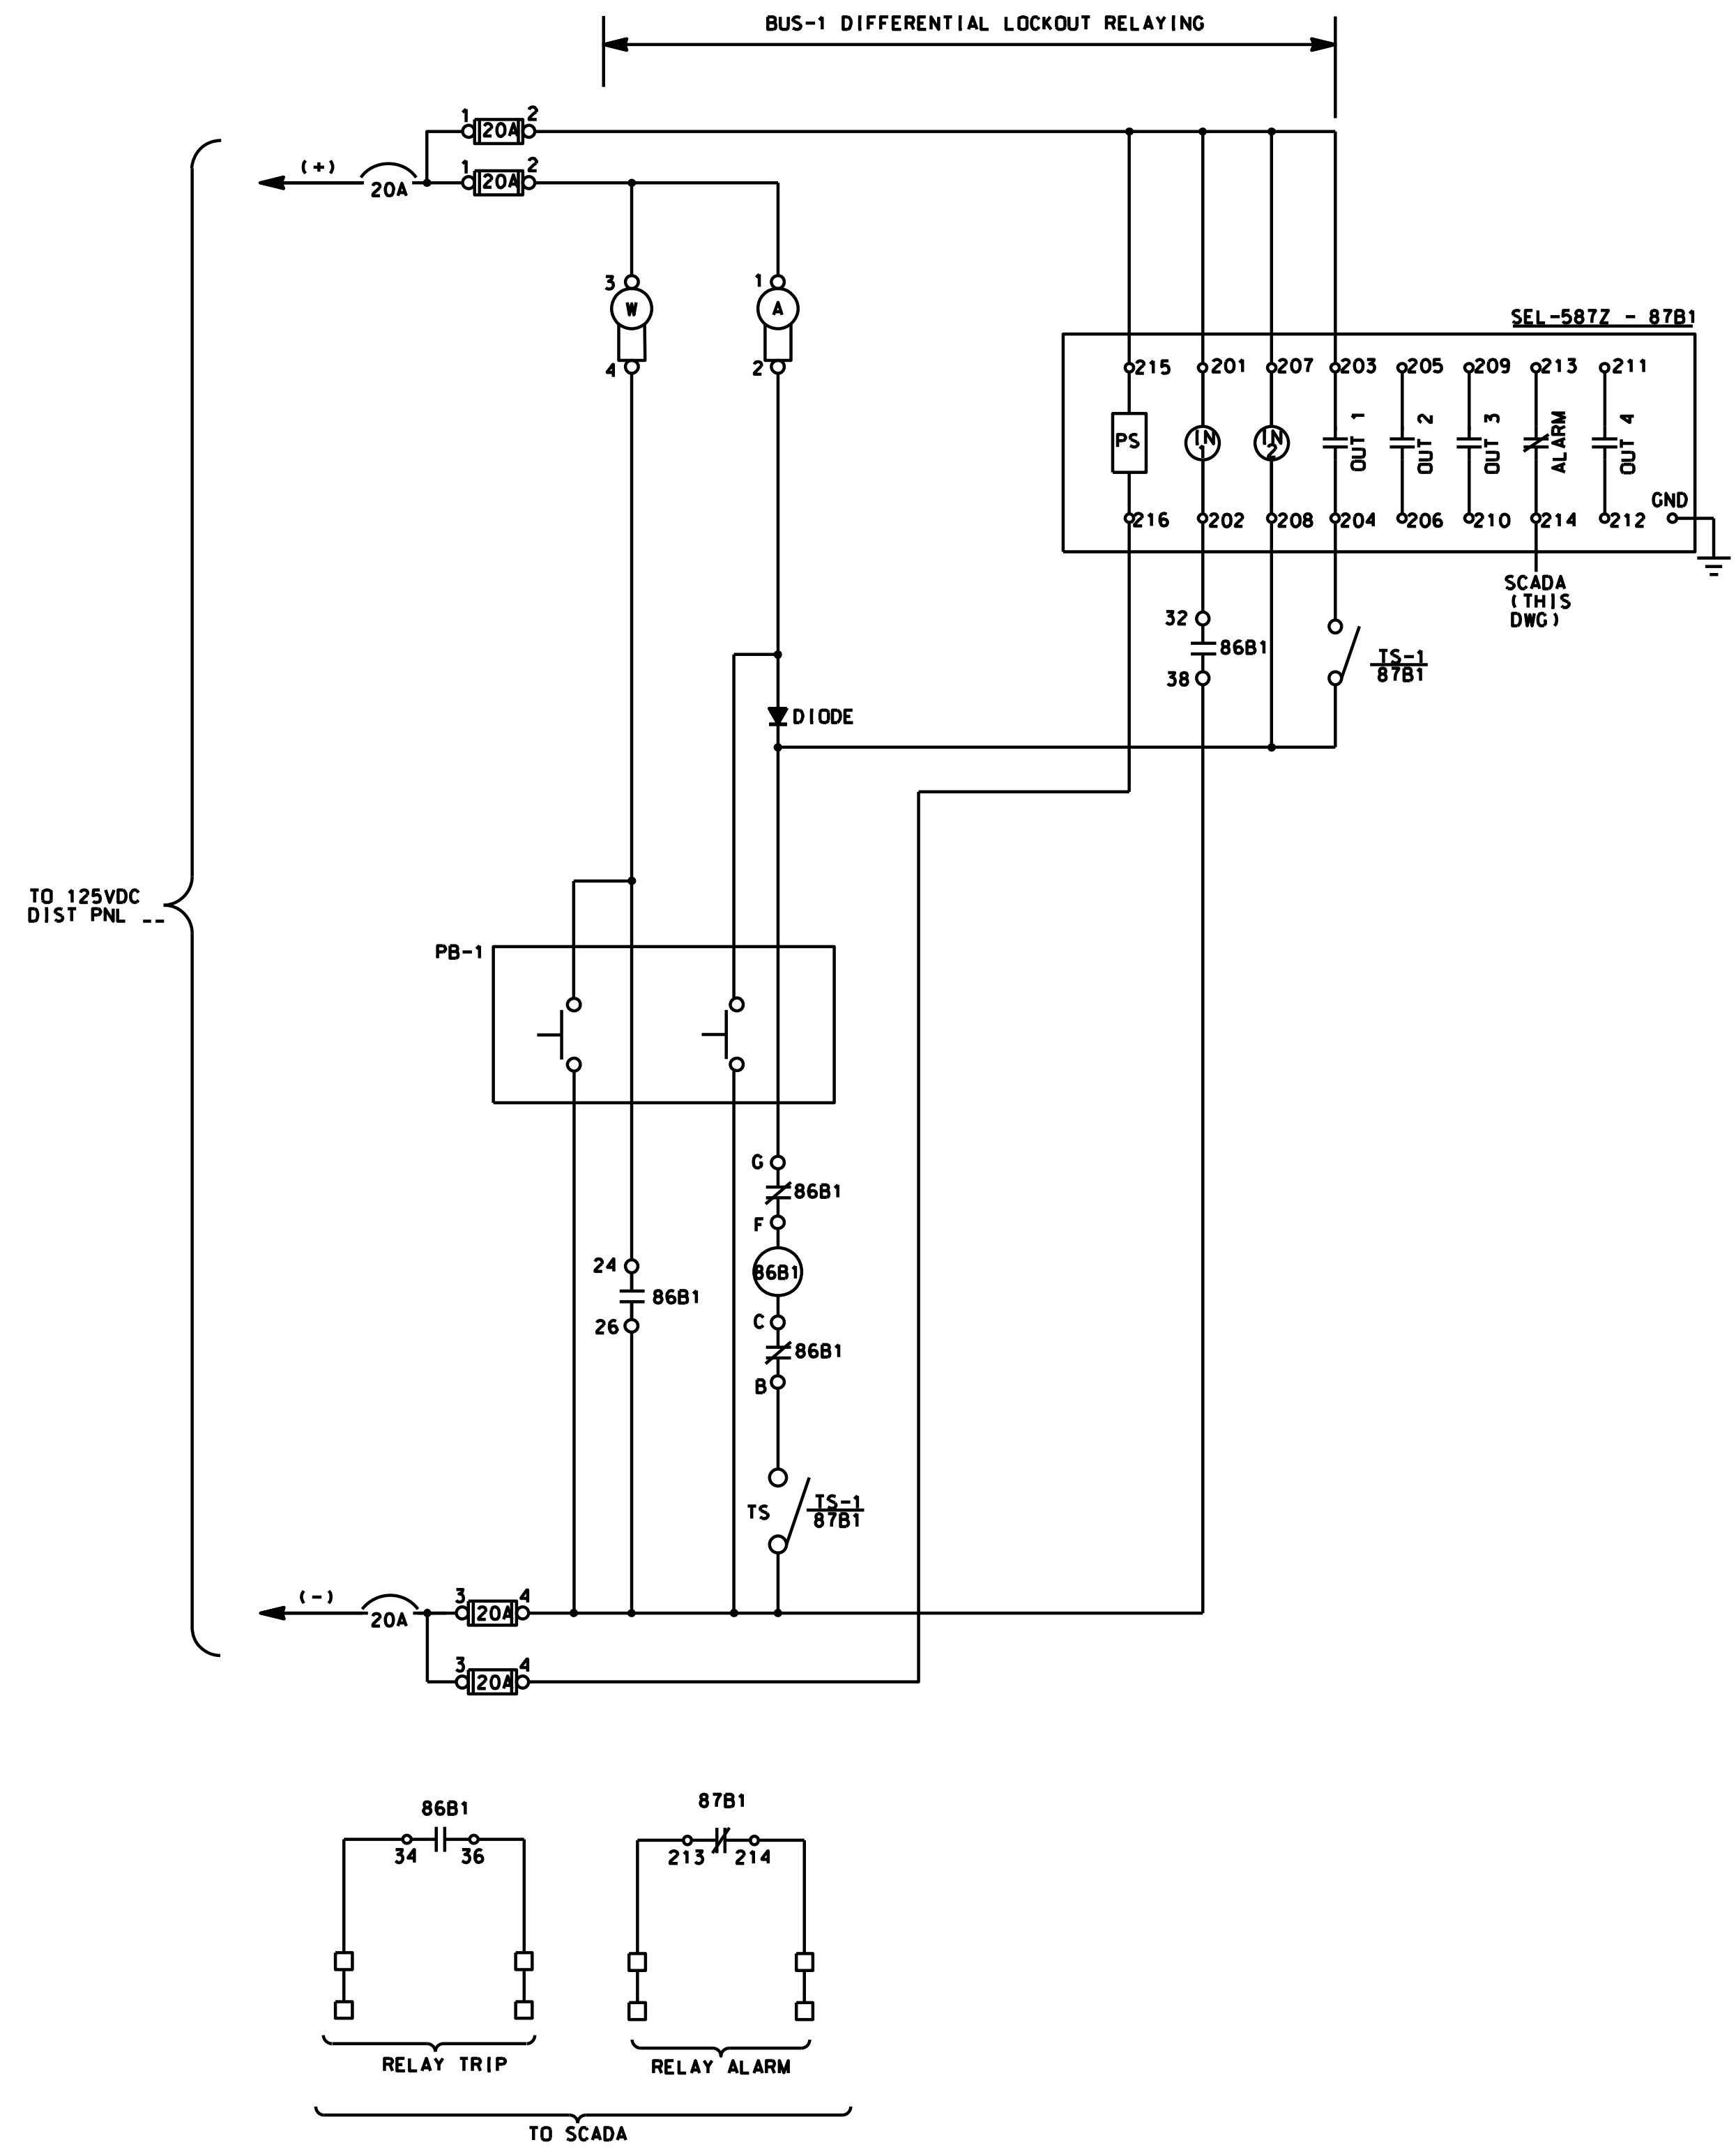 BUS-1 DIFFERENTIAL LOCKOUT RELAYING
1 20A 2
(+)
20A
1 20A 2
3
W
4
1
A
2
SEL-587Z - 87B1
215 201 207 203 205 209 213 211
PS
IN 1
IN 2
OUT 1
OUT 2
OUT 3
ALARM
OUT 4
GND
216 202 208 204 206 210 214 212
SCADA
(THIS
DWG)
32
86B1
38
TS-1
87B1
DIODE
TO 125VDC
DIST PNL --
PB-1
G
86B1
F
86B1
C
86B1
B
24
86B1
26
TS
TS-1
87B1
(-)
20A
3 20A 4
3 20A 4
86B1
34 36
87B1
213 214
RELAY TRIP
RELAY ALARM
TO SCADA